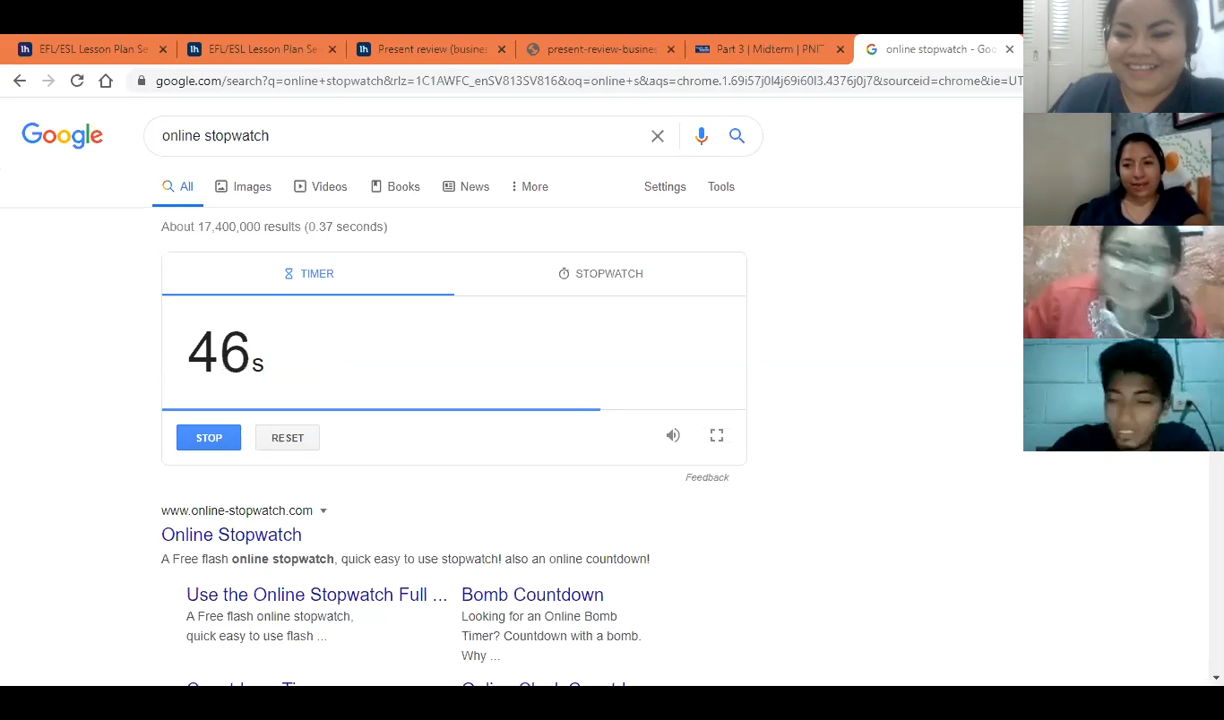 EFL/ESL Lesson Plan Se
EFL/ESL Lesson Plan Se
Present review (busine
present-review-busines
Part 3 | Midterm | PNIT
online stopwatch - Goo
google.com/search?q=online+stopwatch&rlz=1C1AWFC_enSV813SV816&oq=online+s&aqs=chrome.1.69i57j0l4j69i60l3.4376j0j7&sourceid=chrome&ie=UT
Google
online stopwatch
All
Images
Videos
Books
News
More
Settings
Tools
About 17,400,000 results (0.37 seconds)
TIMER
STOPWATCH
46s
STOP
RESET
Feedback
www.online-stopwatch.com
Online Stopwatch
A Free flash online stopwatch, quick easy to use stopwatch! also an online countdown!
Use the Online Stopwatch Full ...
A Free flash online stopwatch,
quick easy to use flash ...
Bomb Countdown
Looking for an Online Bomb
Timer? Countdown with a bomb.
Why ...